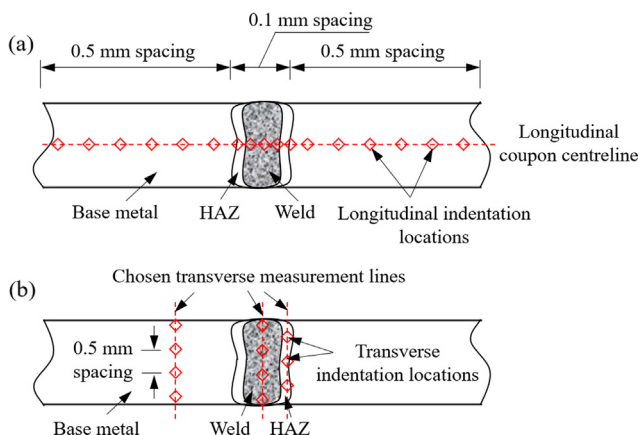 (a)
0.1 mm
spacing
0.5 mm spacing
0.5 mm spacing
Longitudinal
coupon centreline
Base metal
HAZ
Weld
Longitudinal indentation
locations
Chosen transverse measurement lines
(b)
0.5 mm
spacing
Transverse
indentation locations
Base metal
Weld
HAZ